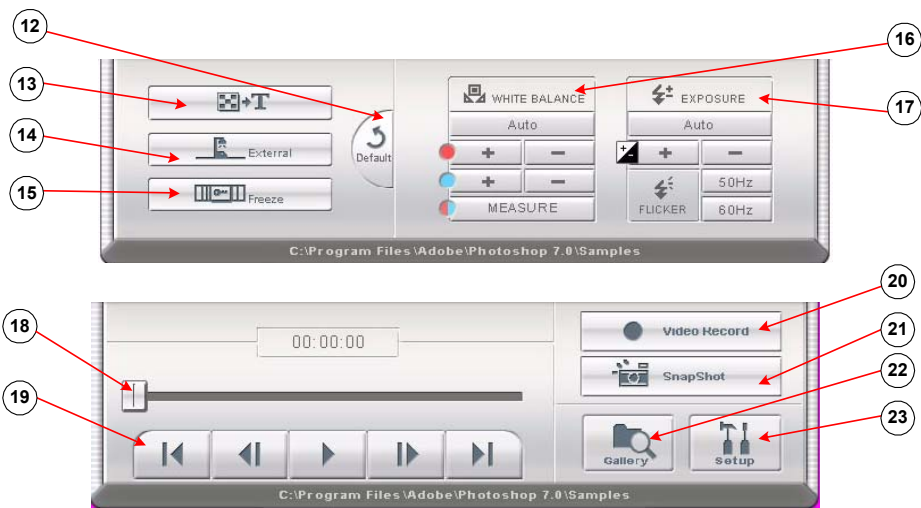 12
16
13
T
WHITE BALANCE
EXPOSURE
17
Auto
Auto
14
Exterral
Default
+ −
+ −
15
Freeze
+ −
FLICKER
50Hz
MEASURE
60Hz
C:\Program Files\Adobe\Photoshop 7.0\Samples
20
18
Video Record
21
00:00:00
SnapShot
22
19
23
Gallery
Setup
C:\Program Files\Adobe\Photoshop 7.0\Samples